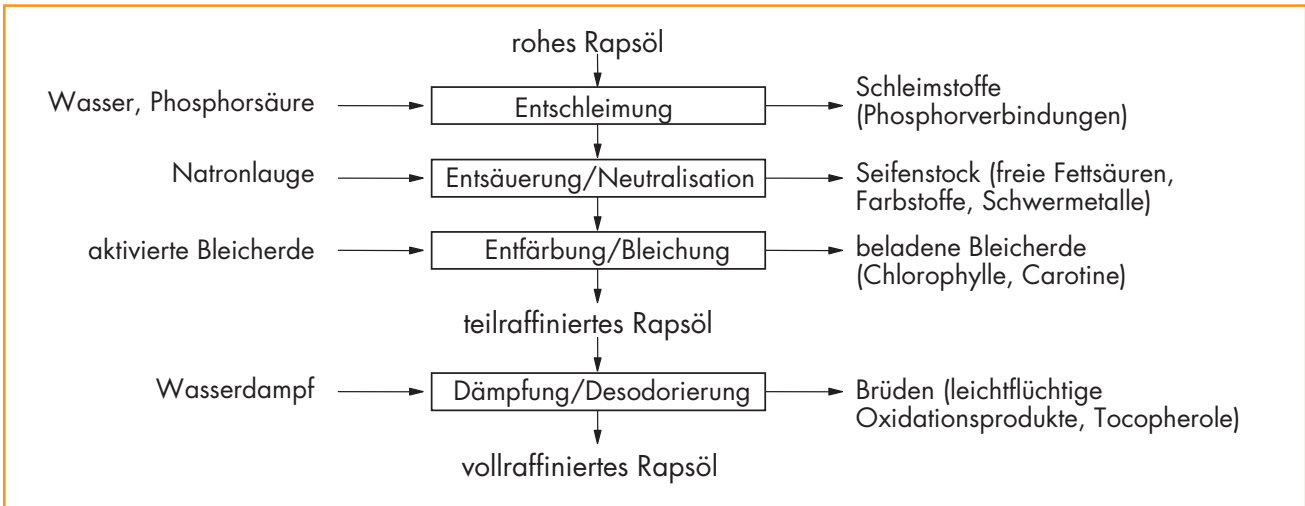 rohes Rapsöl
Wasser, Phosphorsäure
Entschleimung
Schleimstoffe
(Phosphorverbindungen)
Natronlauge
Entsäuerung/Neutralisation
Seifenstock (freie Fettsäuren,
Farbstoffe, Schwermetalle)
aktivierte Bleicherde
Entfärbung/Bleichung
beladene Bleicherde
(Chlorophylle, Carotine)
teilraffiniertes Rapsöl
Wasserdampf
Dämpfung/Desodorierung
Brüden (leichtflüchtige
Oxidationsprodukte, Tocopherole)
vollraffiniertes Rapsöl